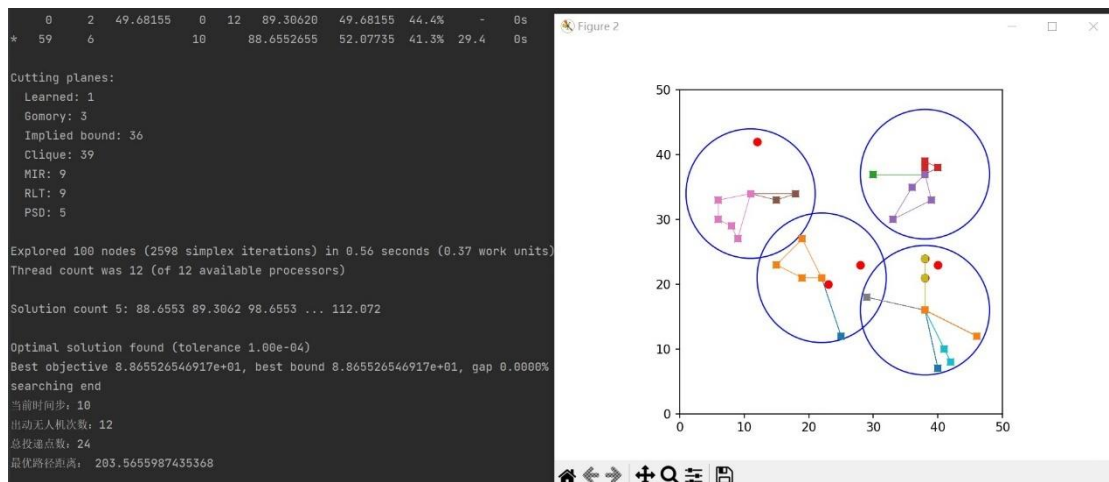 0 2 49.68155 0 12 89.30620 49.68155 44.4% - 0s
* 59 6 10 88.6552655 52.07735 41.3% 29.4 0s
Cutting planes:
Learned: 1
Gomory: 3
Implied bound: 36
Clique: 39
MIR: 9
RLT: 9
PSD: 5
Explored 100 nodes (2598 simplex iterations) in 0.56 seconds (0.37 work units)
Thread count was 12 (of 12 available processors)
Solution count 5: 88.6553 89.3062 98.6553 ... 112.072
Optimal solution found (tolerance 1.00e-04)
Best objective 8.865526546917e+01, best bound 8.865526546917e+01, gap 0.0000%
searching end
当前时间步：10
出动无人机次数：12
总投递点数：24
最优路径距离： 203.5655987435368
Figure 2
50
40
30
20
10
0
0 10 20 30 40 50